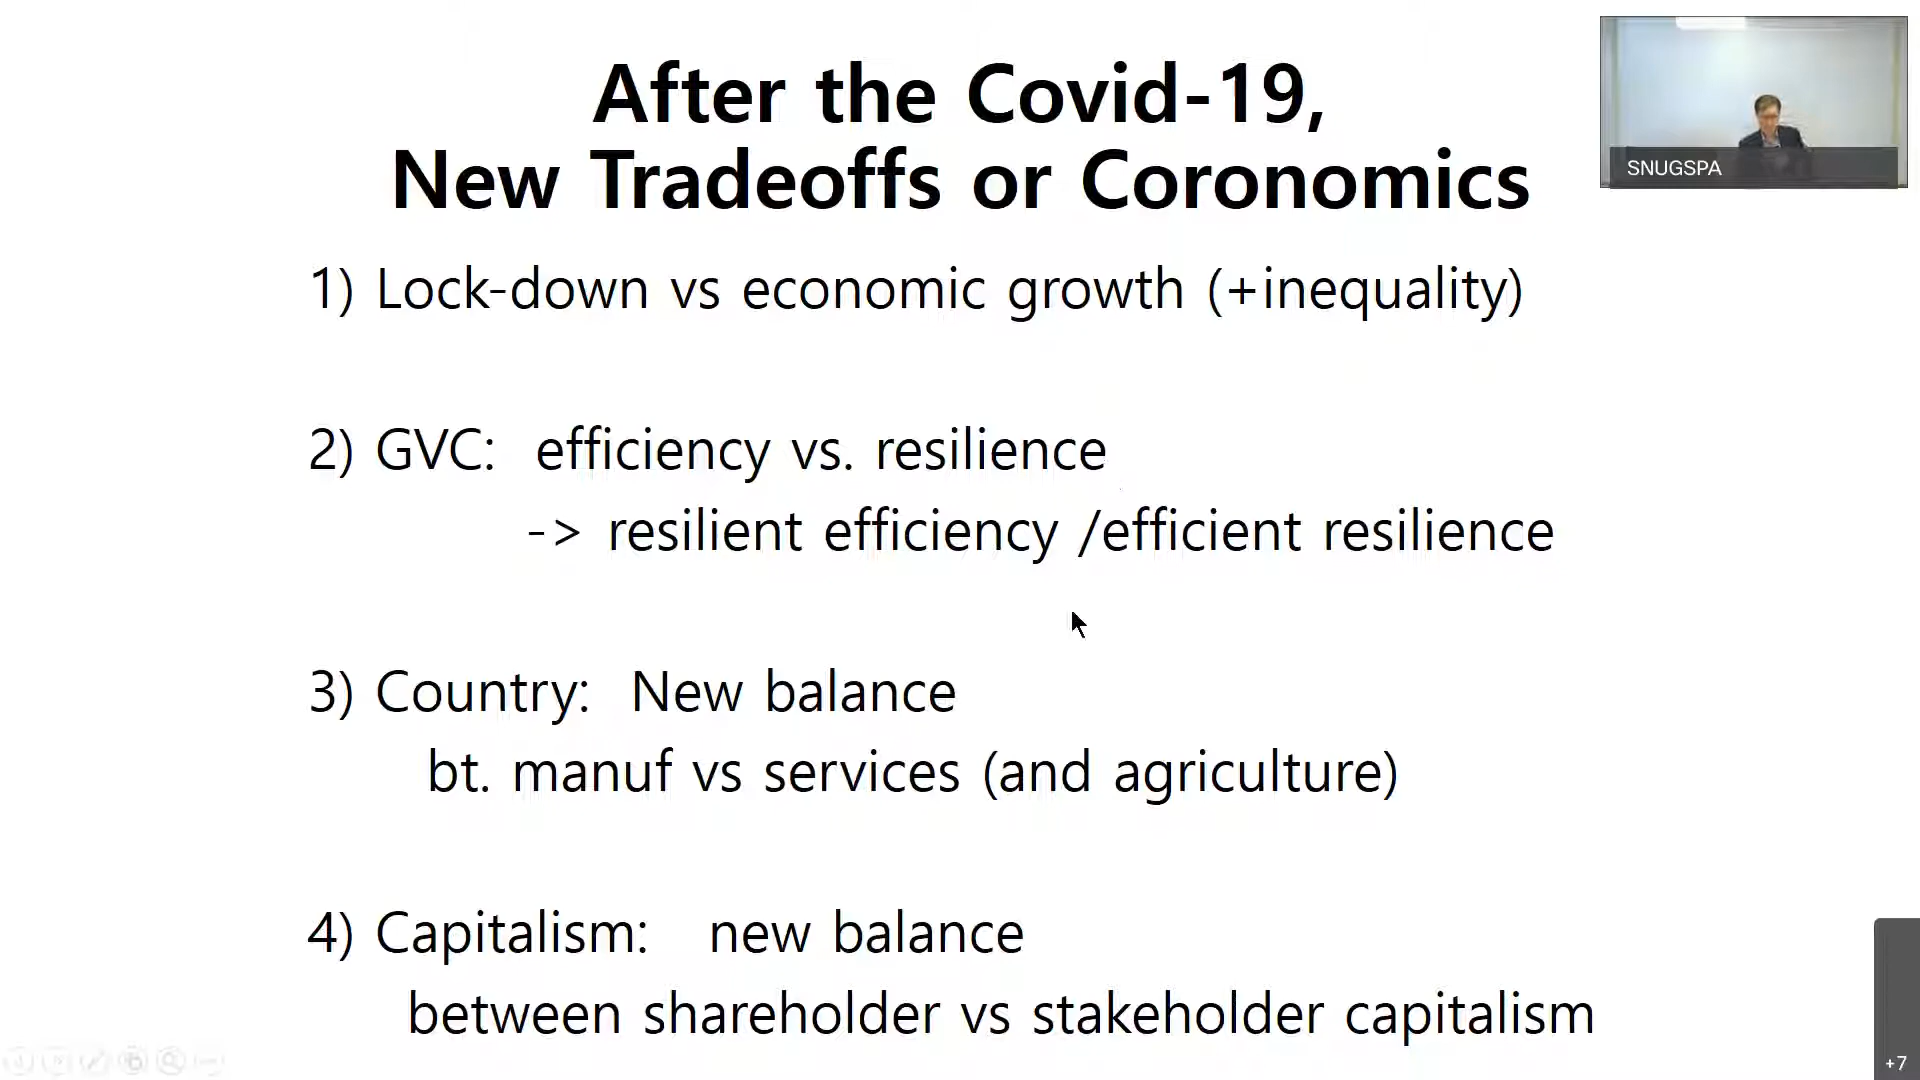 After the Covid-19,
New Tradeoffs or Coronomics
SNUGSPA
1) Lock-down vs economic growth (+inequality)
2) GVC: efficiency vs. resilience
-> resilient efficiency /efficient resilience
3) Country: New balance
bt. manuf vs services (and agriculture)
4) Capitalism: new balance
between shareholder vs stakeholder capitalism
+7